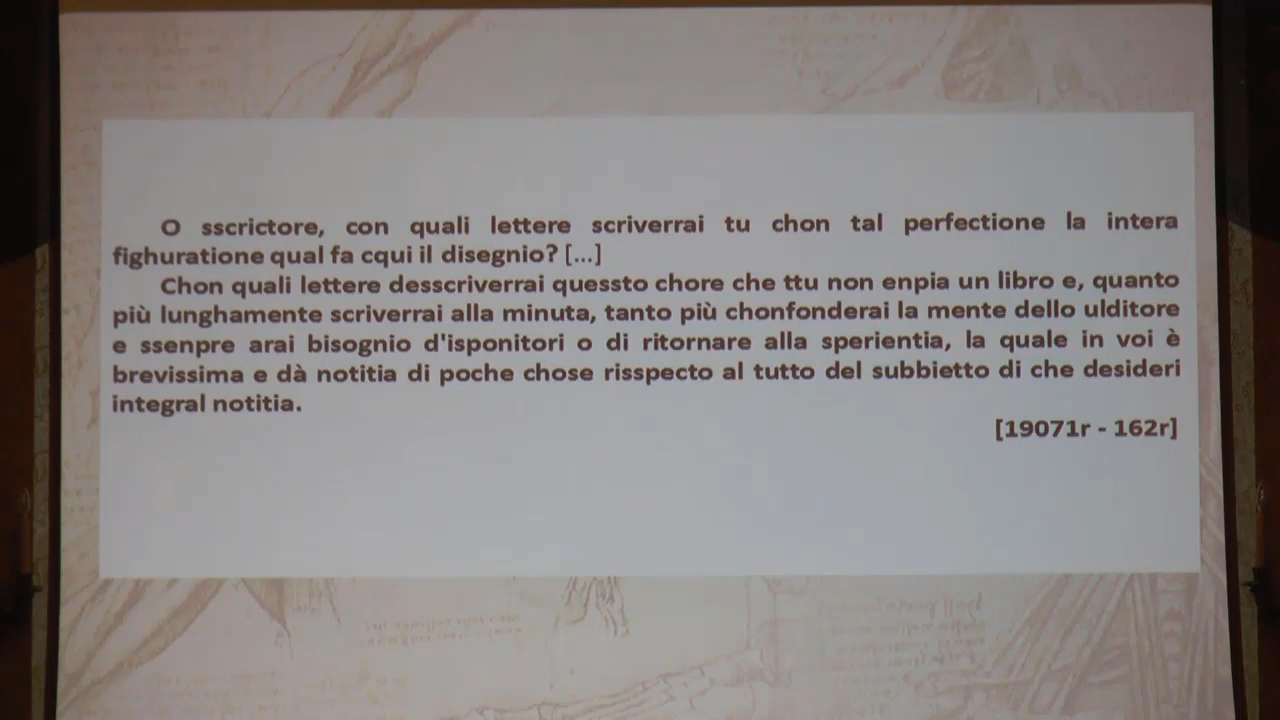 O sscrictore, con quali lettere scriverrai tu chon tal perfectione la intera
fighuratione qual fa cqui il disegnio? [...]
Chon quali lettere desscriverrai quessto chore che ttu non enpia un libro e, quanto
più lunghamente scriverrai alla minuta, tanto più chonfonderai la mente dello ulditore
e ssenpre arai bisognio d'isponitori o di ritornare alla sperientia, la quale in voi è
brevissima e dà notitia di poche chose risspecto al tutto del subbietto di che desideri
integral notitia.
[19071r - 162r]